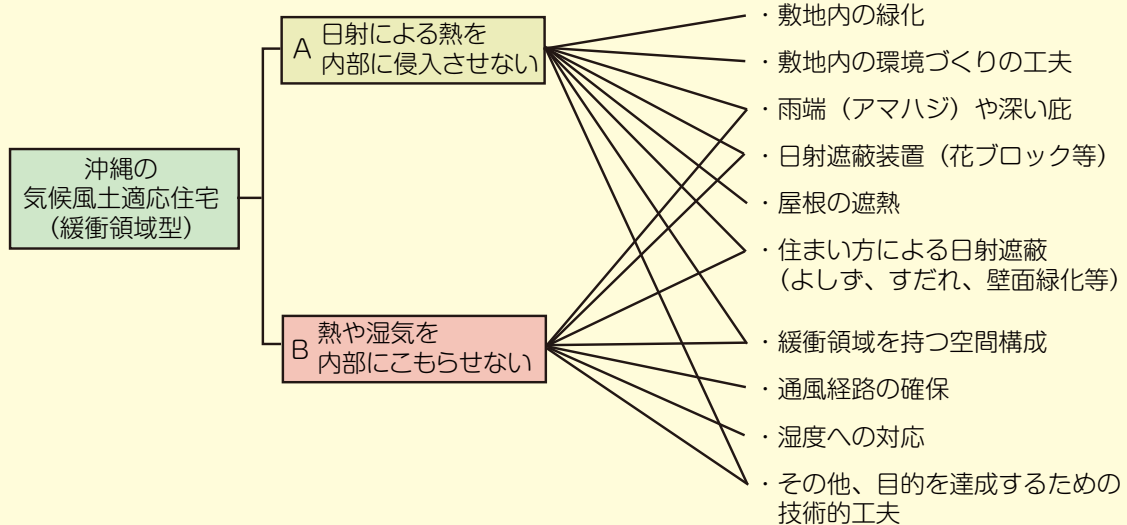 沖縄の
気候風土適応住宅
（緩衝領域型）
A 日射による熱を
内部に侵入させない
B 熱や湿気を
内部にこもらせない
・敷地内の緑化
・敷地内の環境づくりの工夫
・雨端（アマハジ）や深い庇
・日射遮蔽装置（花ブロック等）
・屋根の遮熱
・住まい方による日射遮蔽
（よしず、すだれ、壁面緑化等）
・緩衝領域を持つ空間構成
・通風経路の確保
・湿度への対応
・その他、目的を達成するための
技術的工夫